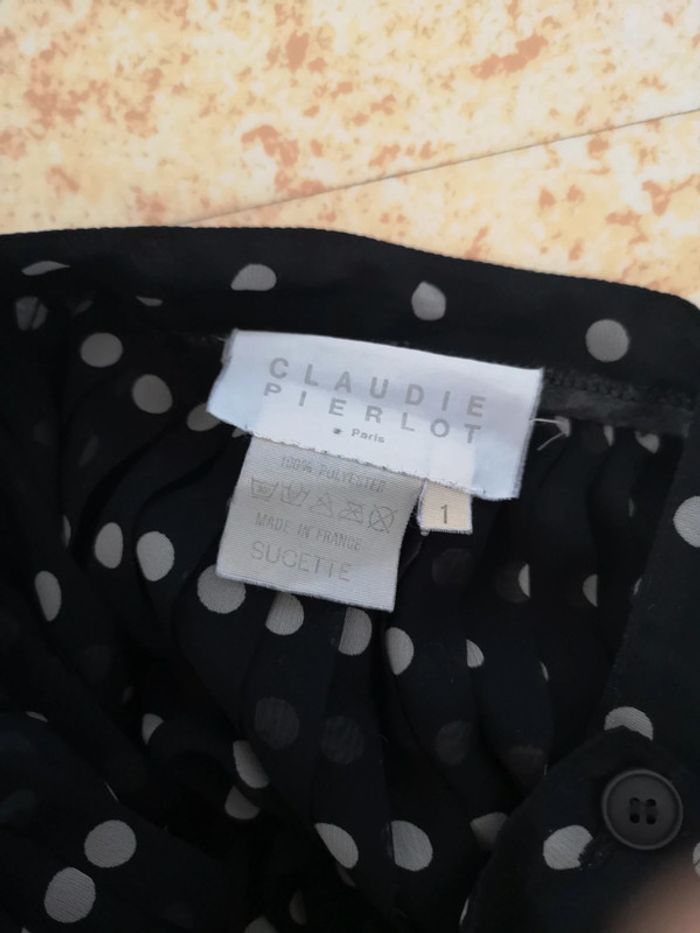 CLAUDIE
PIERLOT
Paris
100% POLYESTER
1
MADE IN FRANCE
SUCETTE